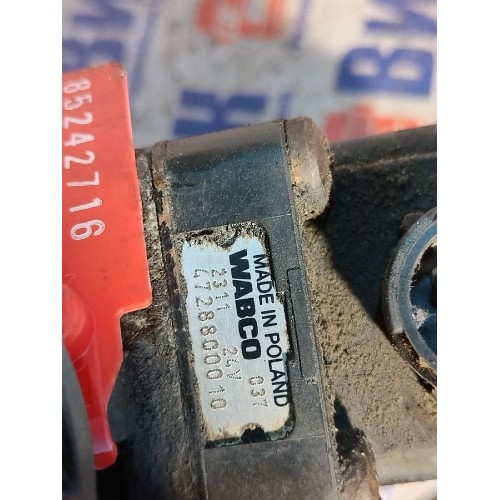 85242716
MADE IN POLAND
WABCO 037
2311 24V
4728800010